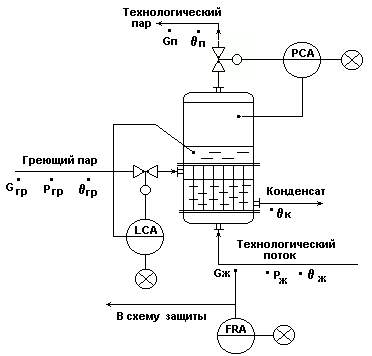 Технологический
пар
Gп θп
PCA
Греющий пар
Gгр Pгр θгр
Конденсат
θк
LCA
Технологический
поток
Gж Pж θж
В схему защиты
FRA